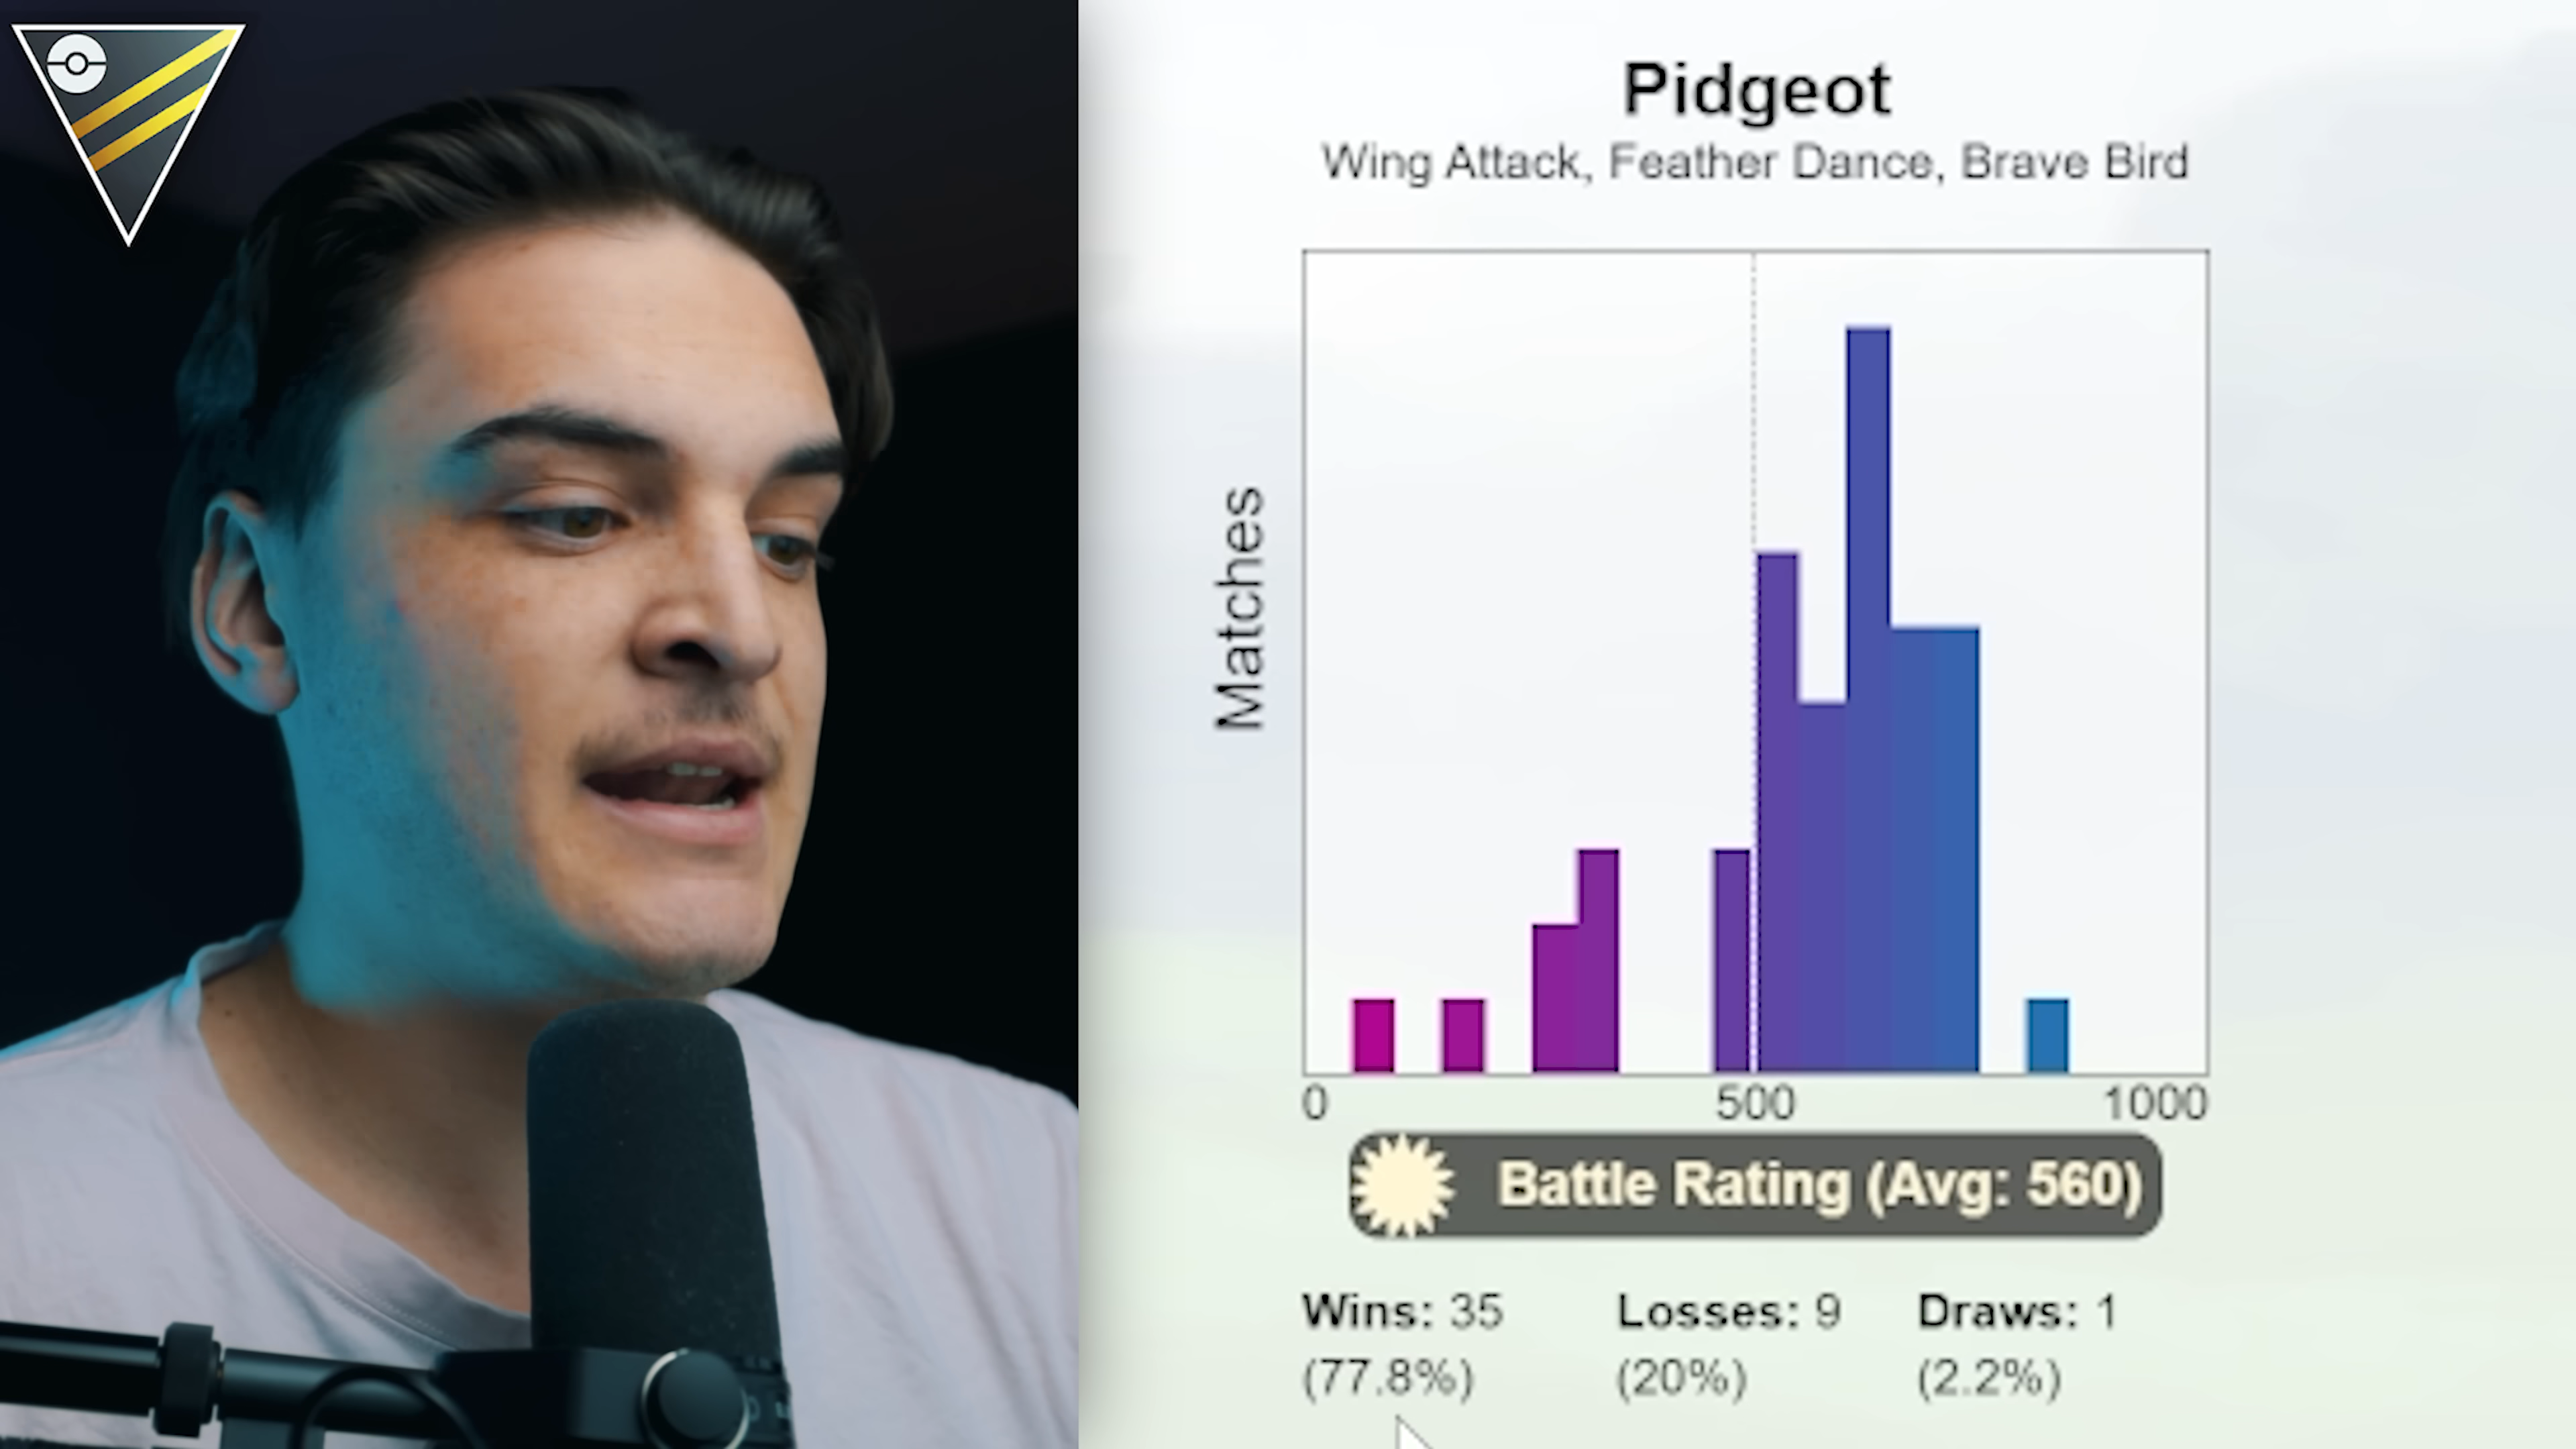 Pidgeot
Wing Attack, Feather Dance, Brave Bird
Matches
0 500 1000
Battle Rating (Avg: 560)
Wins: 35 Losses: 9 Draws: 1
(77.8%) (20%) (2.2%)